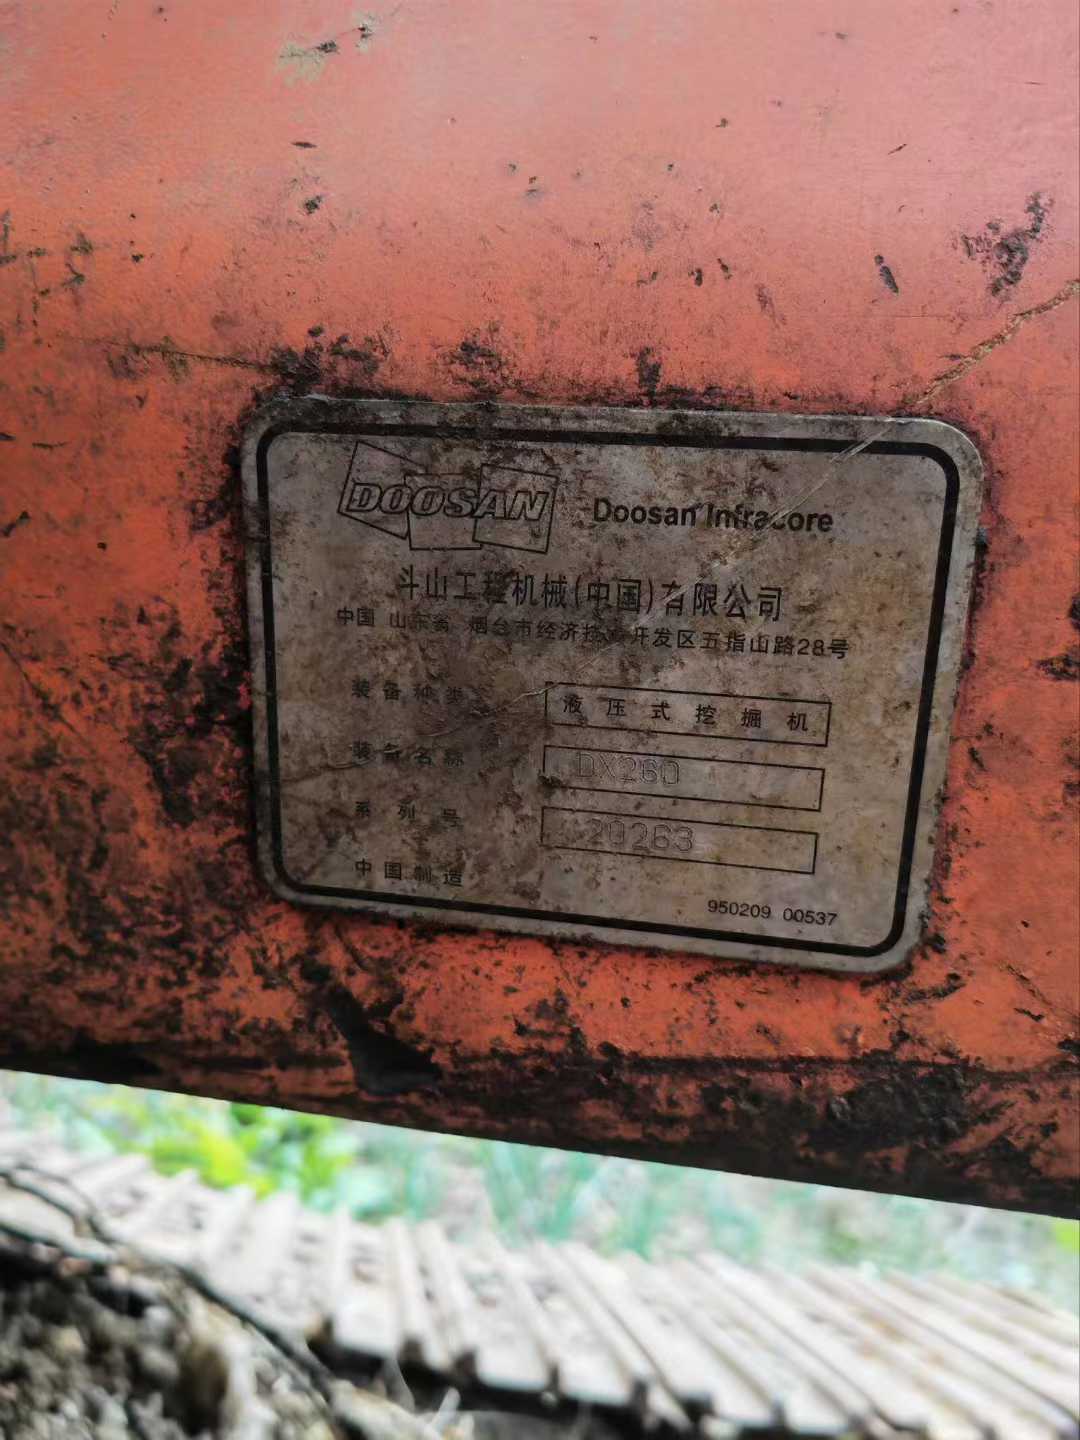 DOOSAN Doosan Infracore
斗山工程机械(中国)有限公司
中国 山东省 烟台市经济技术开发区五指山路28号
装备种类 液压式挖掘机
装备名称 DX260
系列号 20263
中国制造
950209 00537